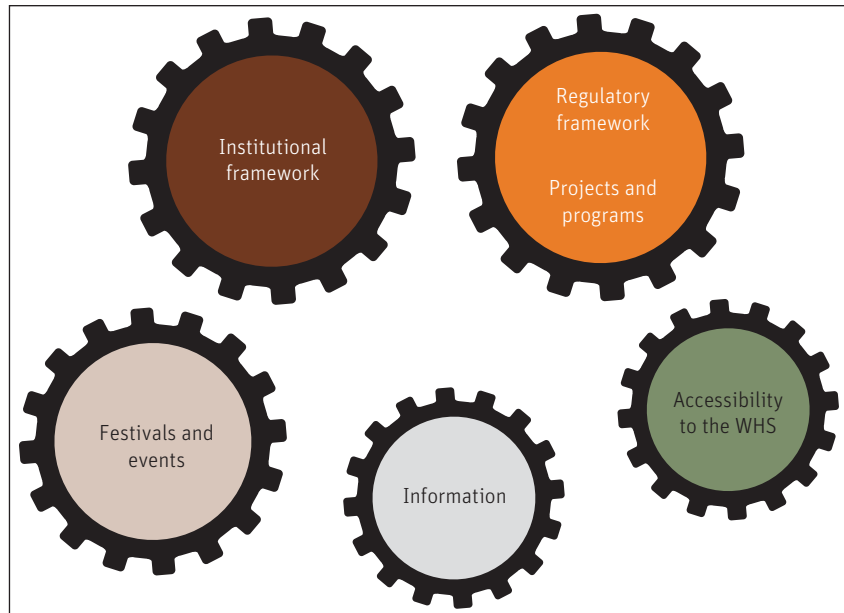 Institutional
framework
Regulatory
framework
Projects and
programs
Festivals and
events
Information
Accessibility
to the WHS